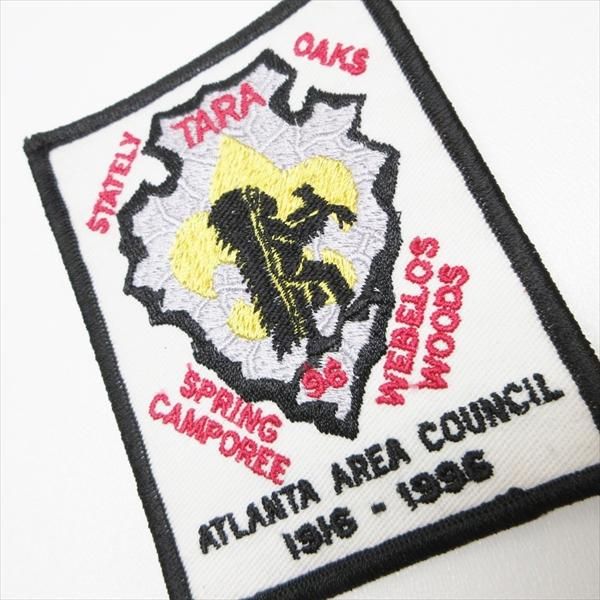 STATELY
OAKS
TARA
96
SPRING
CAMPOREE
WEBELOS
WOODS
ATLANTA AREA COUNCIL
1916 - 1996